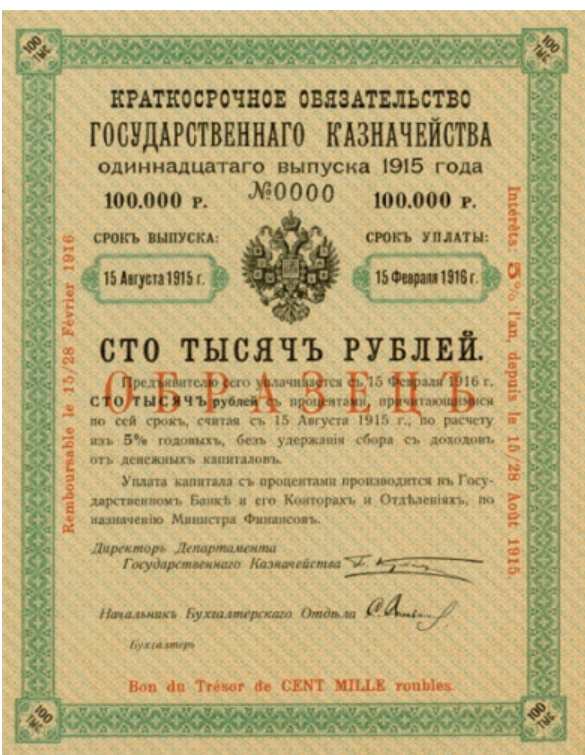 100 ТЫС
100 ТЫС
КРАТКОСРОЧНОЕ ОБЯЗАТЕЛЬСТВО
ГОСУДАРСТВЕННАГО КАЗНАЧЕЙСТВА
одиннадцатаго выпуска 1915 года
100.000 р. №0000 100.000 р.
СРОКЪ ВЫПУСКА: СРОКЪ УПЛАТЫ:
15 Августа 1915 г. 15 Февраля 1916 г.
СТО ТЫСЯЧЪ РУБЛЕЙ.
ОБРАЗЕЦЪ
Предъявителю сего уплачивается съ 15 Февраля 1916 г.
СТО ТЫСЯЧЪ рублей съ процентами, причитающимися
по сей срокъ, считая съ 15 Августа 1915 г., по расчету
изъ 5% годовыхъ, безъ удержанія сбора съ доходовъ
отъ денежныхъ капиталовъ.
Уплата капитала съ процентами производится въ Госу-
дарственномъ Банкѣ и его Конторахъ и Отдѣленіяхъ, по
назначенію Министра Финансовъ.
Директоръ Департамента
Государственнаго Казначейства
Начальникъ Бухгалтерскаго Отдѣла
Бухгалтеръ
Bon du Trésor de CENT MILLE roubles.
Remboursable le 15/28 Février 1916
Intérêts: 5% l'an, depuis le 15/28 Août 1915
100 ТЫС
100 ТЫС